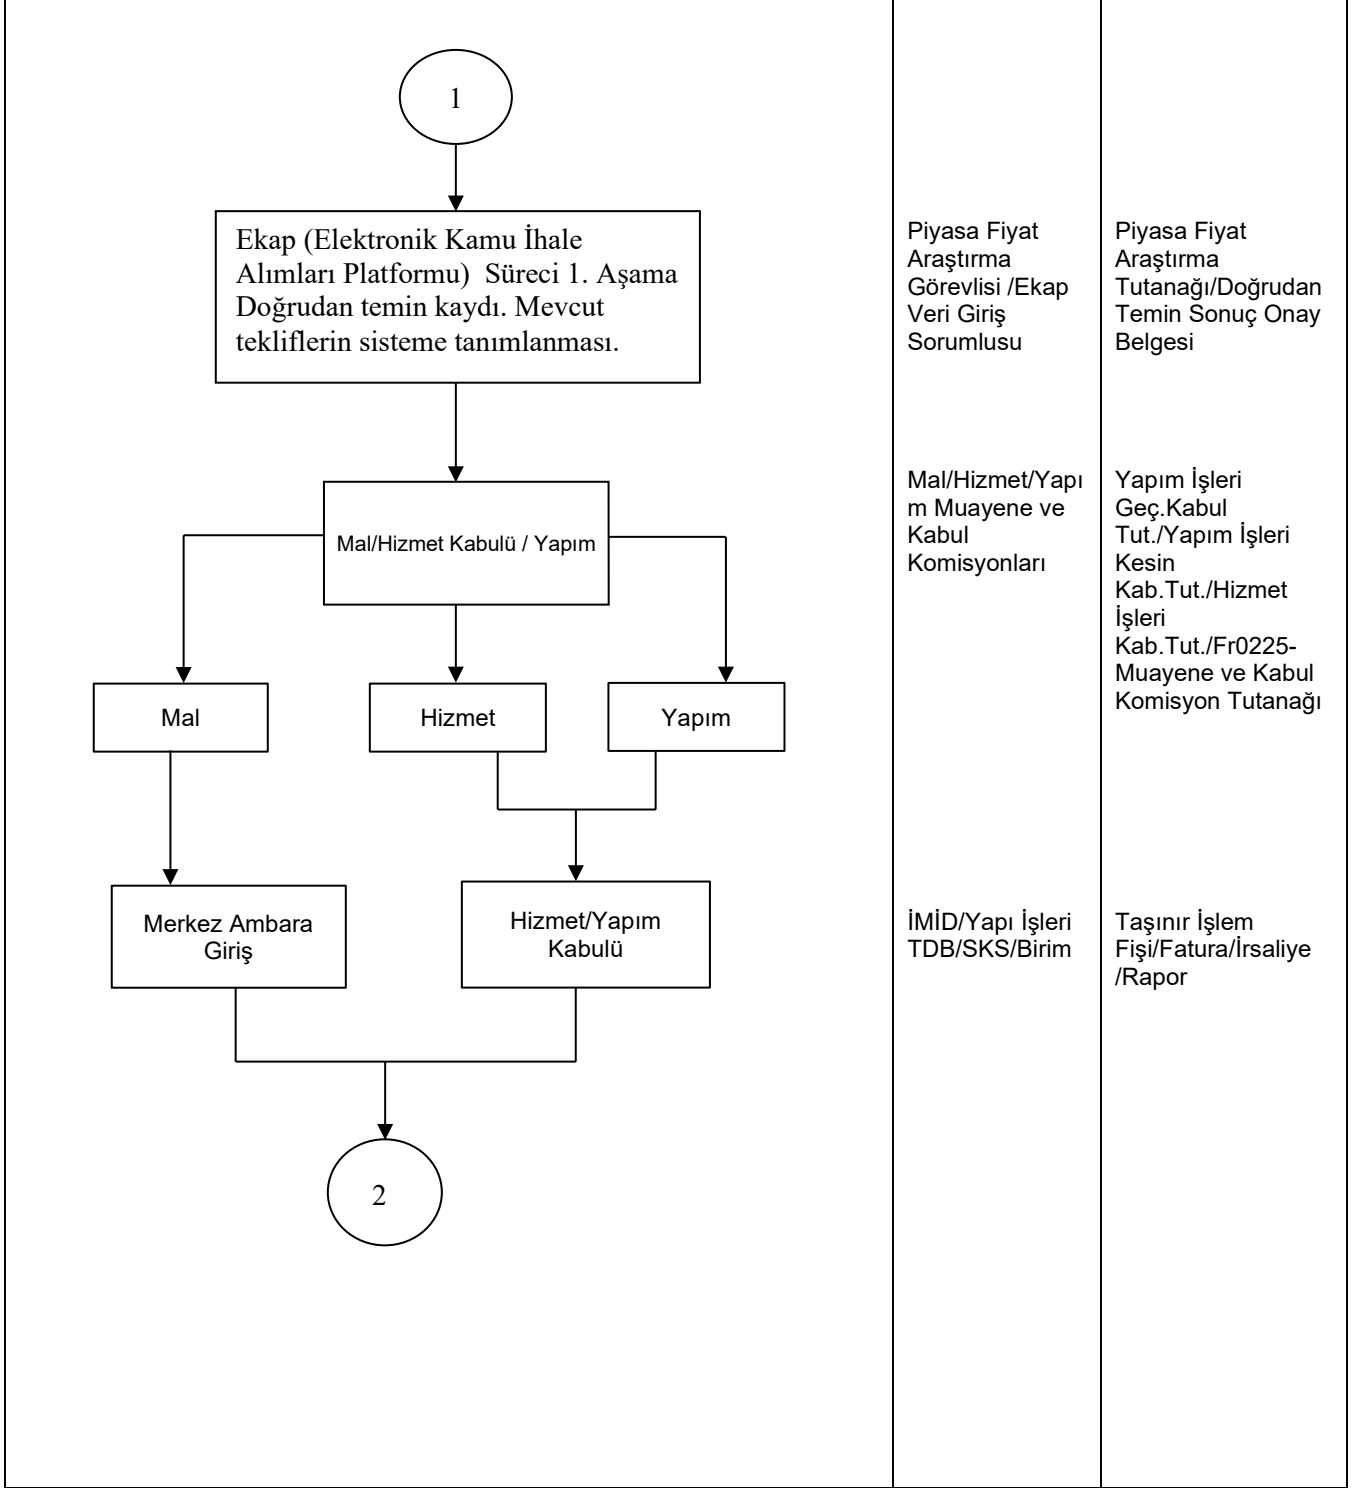 1
Ekap (Elektronik Kamu İhale
Alımları Platformu)  Süreci 1. Aşama
Doğrudan temin kaydı. Mevcut
tekliflerin sisteme tanımlanması.
Piyasa Fiyat
Araştırma
Görevlisi /Ekap
Veri Giriş
Sorumlusu
Piyasa Fiyat
Araştırma
Tutanağı/Doğrudan
Temin Sonuç Onay
Belgesi
Mal/Hizmet Kabulü / Yapım
Mal/Hizmet/Yapı
m Muayene ve
Kabul
Komisyonları
Yapım İşleri
Geç.Kabul
Tut./Yapım İşleri
Kesin
Kab.Tut./Hizmet
İşleri
Kab.Tut./Fr0225-
Muayene ve Kabul
Komisyon Tutanağı
Mal
Hizmet
Yapım
Merkez Ambara
Giriş
Hizmet/Yapım
Kabulü
İMİD/Yapı İşleri
TDB/SKS/Birim
Taşınır İşlem
Fişi/Fatura/İrsaliye
/Rapor
2